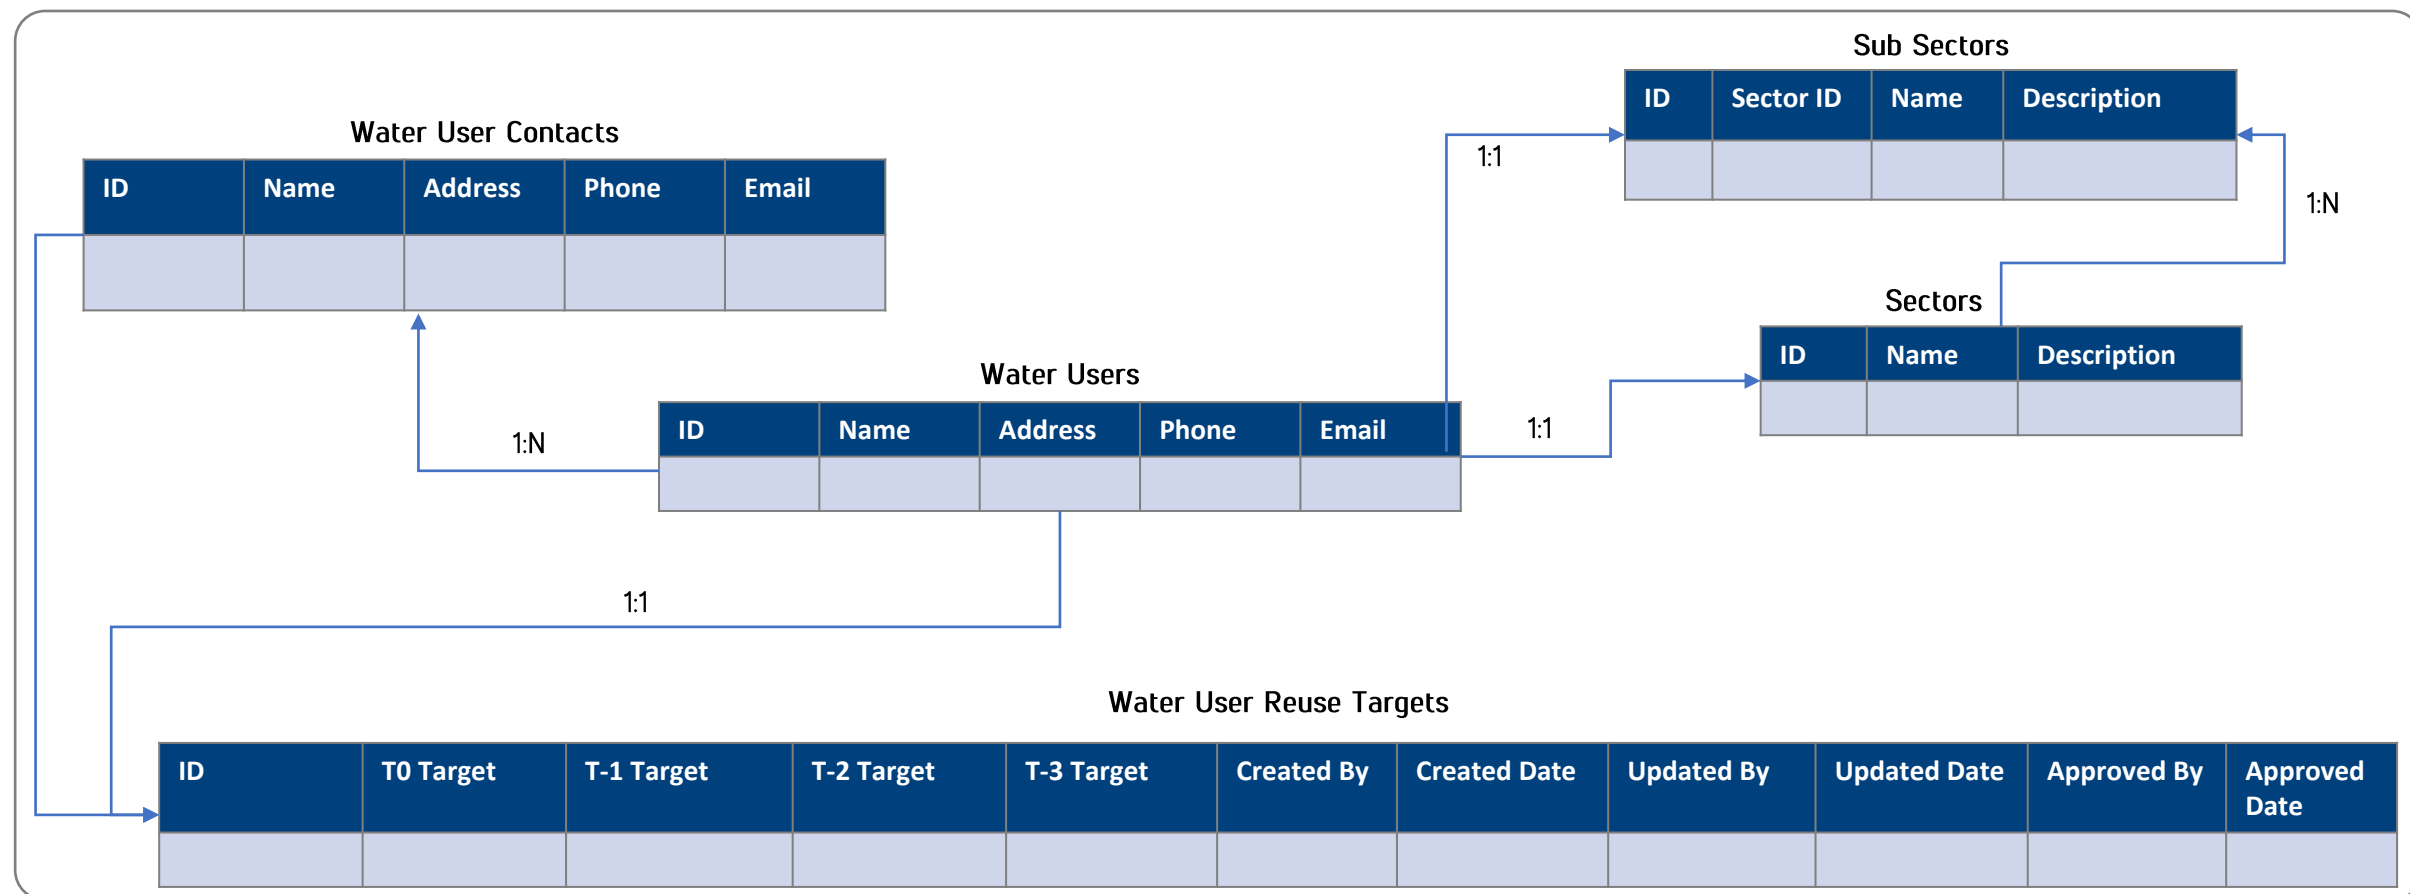 Sub Sectors
ID Sector ID Name Description
1:1
1:N
Water User Contacts
ID Name Address Phone Email
Sectors
ID Name Description
Water Users
ID Name Address Phone Email
1:N
1:1
1:1
Water User Reuse Targets
ID T0 Target T-1 Target T-2 Target T-3 Target Created By Created Date Updated By Updated Date Approved By Approved
Date